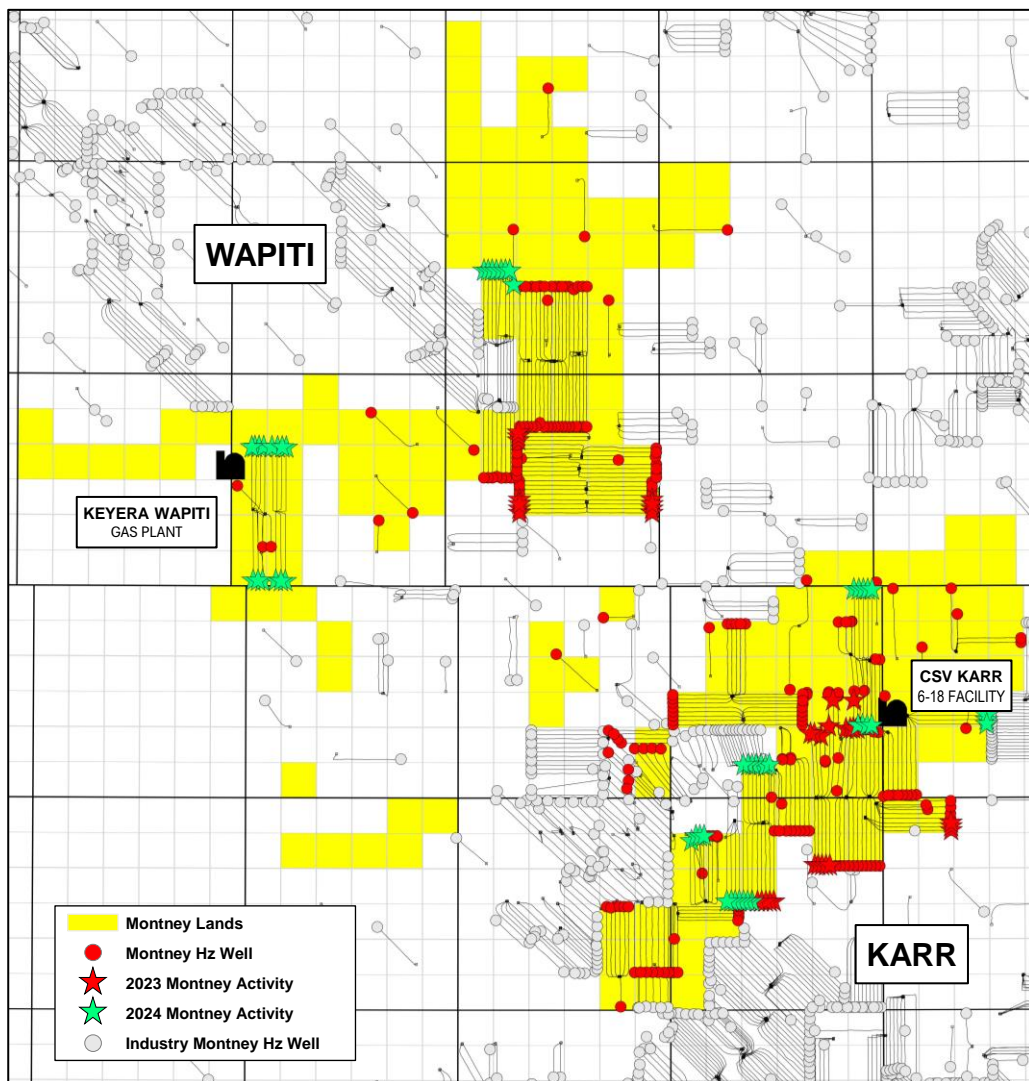 WAPITI
KEYERA WAPITI
GAS PLANT
CSV KARR
6-18 FACILITY
KARR
Montney Lands
Montney Hz Well
2023 Montney Activity
2024 Montney Activity
Industry Montney Hz Well